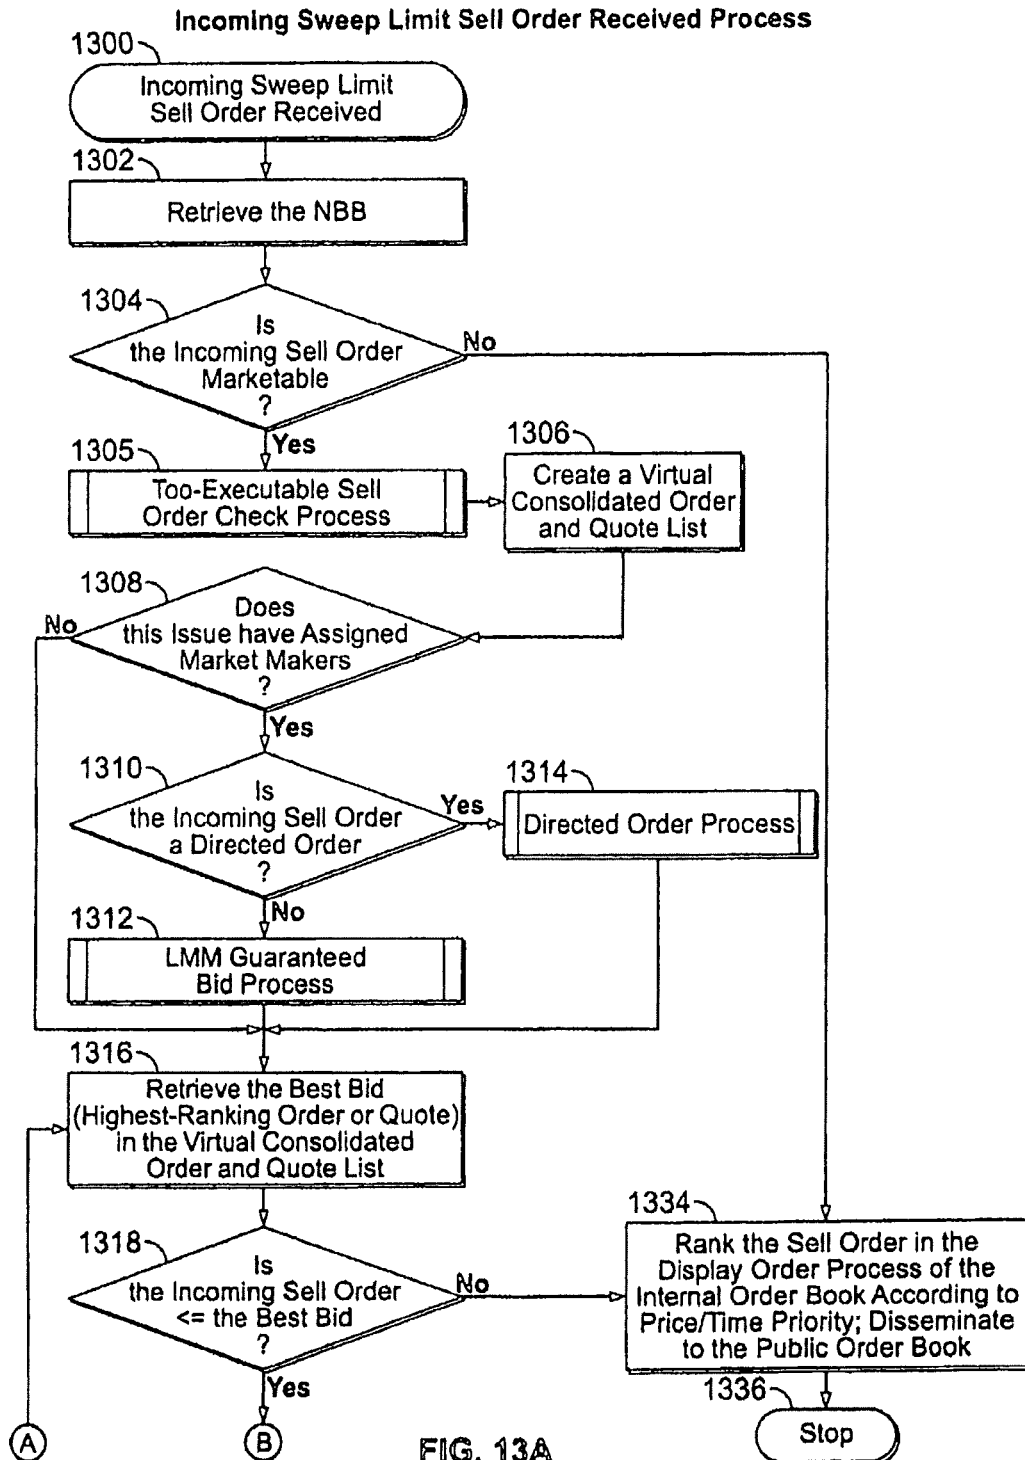 Incoming Sweep Limit Sell Order Received Process
1300
Incoming Sweep Limit
Sell Order Received
1302
Retrieve the NBB
1304
Is
the Incoming Sell Order
Marketable
?
No
Yes
1305
Too-Executable Sell
Order Check Process
1306
Create a Virtual
Consolidated Order
and Quote List
1308
Does
this Issue have Assigned
Market Makers
?
No
Yes
1310
Is
the Incoming Sell Order
a Directed Order
?
Yes
1314
Directed Order Process
No
1312
LMM Guaranteed
Bid Process
1316
Retrieve the Best Bid
(Highest-Ranking Order or Quote)
in the Virtual Consolidated
Order and Quote List
1318
Is
the Incoming Sell Order
<= the Best Bid
?
No
Yes
1334
Rank the Sell Order in the
Display Order Process of the
Internal Order Book According to
Price/Time Priority; Disseminate
to the Public Order Book
1336
Stop
A
B
FIG. 13A